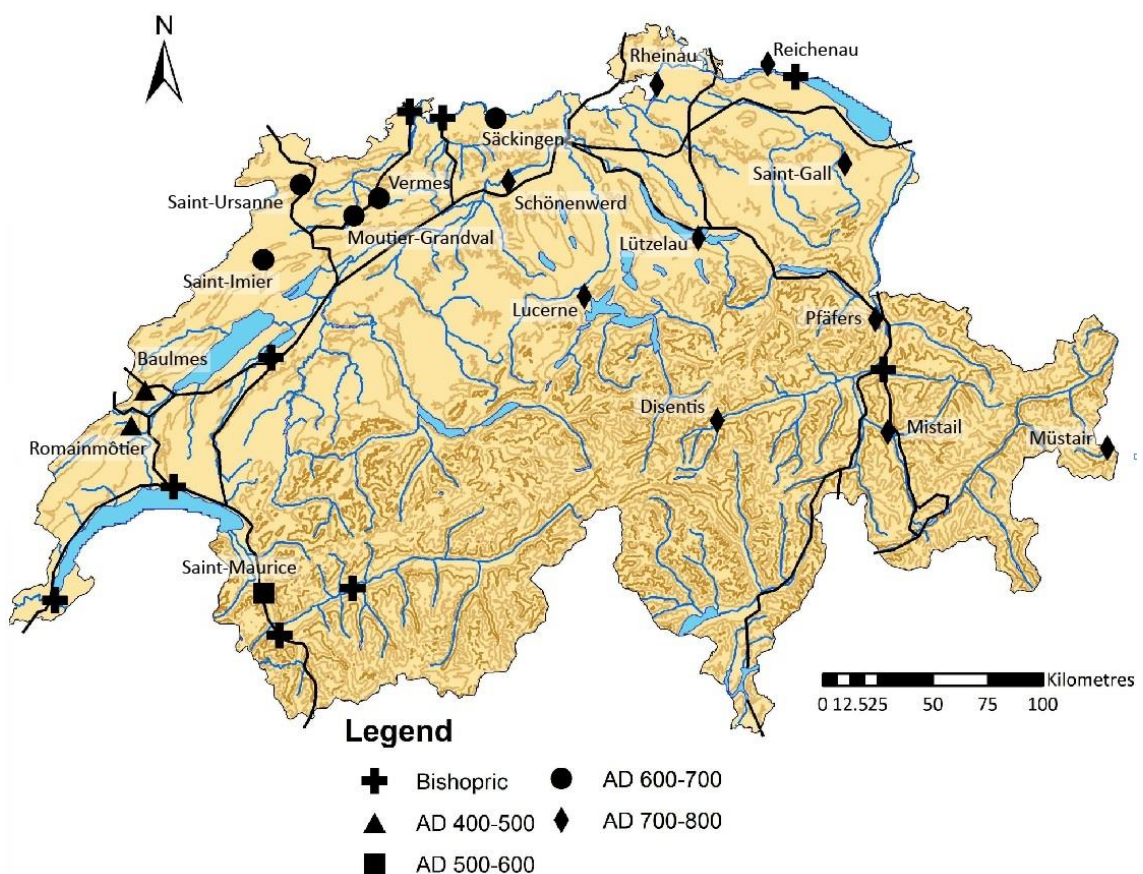 N
Rheinau
Reichenau
Säckingen
Saint-Gall
Saint-Ursanne
Vermes
Schönenwerd
Moutier-Grandval
Lützelau
Saint-Imier
Lucerne
Pfäfers
Baulmes
Disentis
Mistail
Müstair
Romainmôtier
Saint-Maurice
Kilometres
0 12.525 50 75 100
Legend
Bishopric
AD 600-700
AD 400-500
AD 700-800
AD 500-600